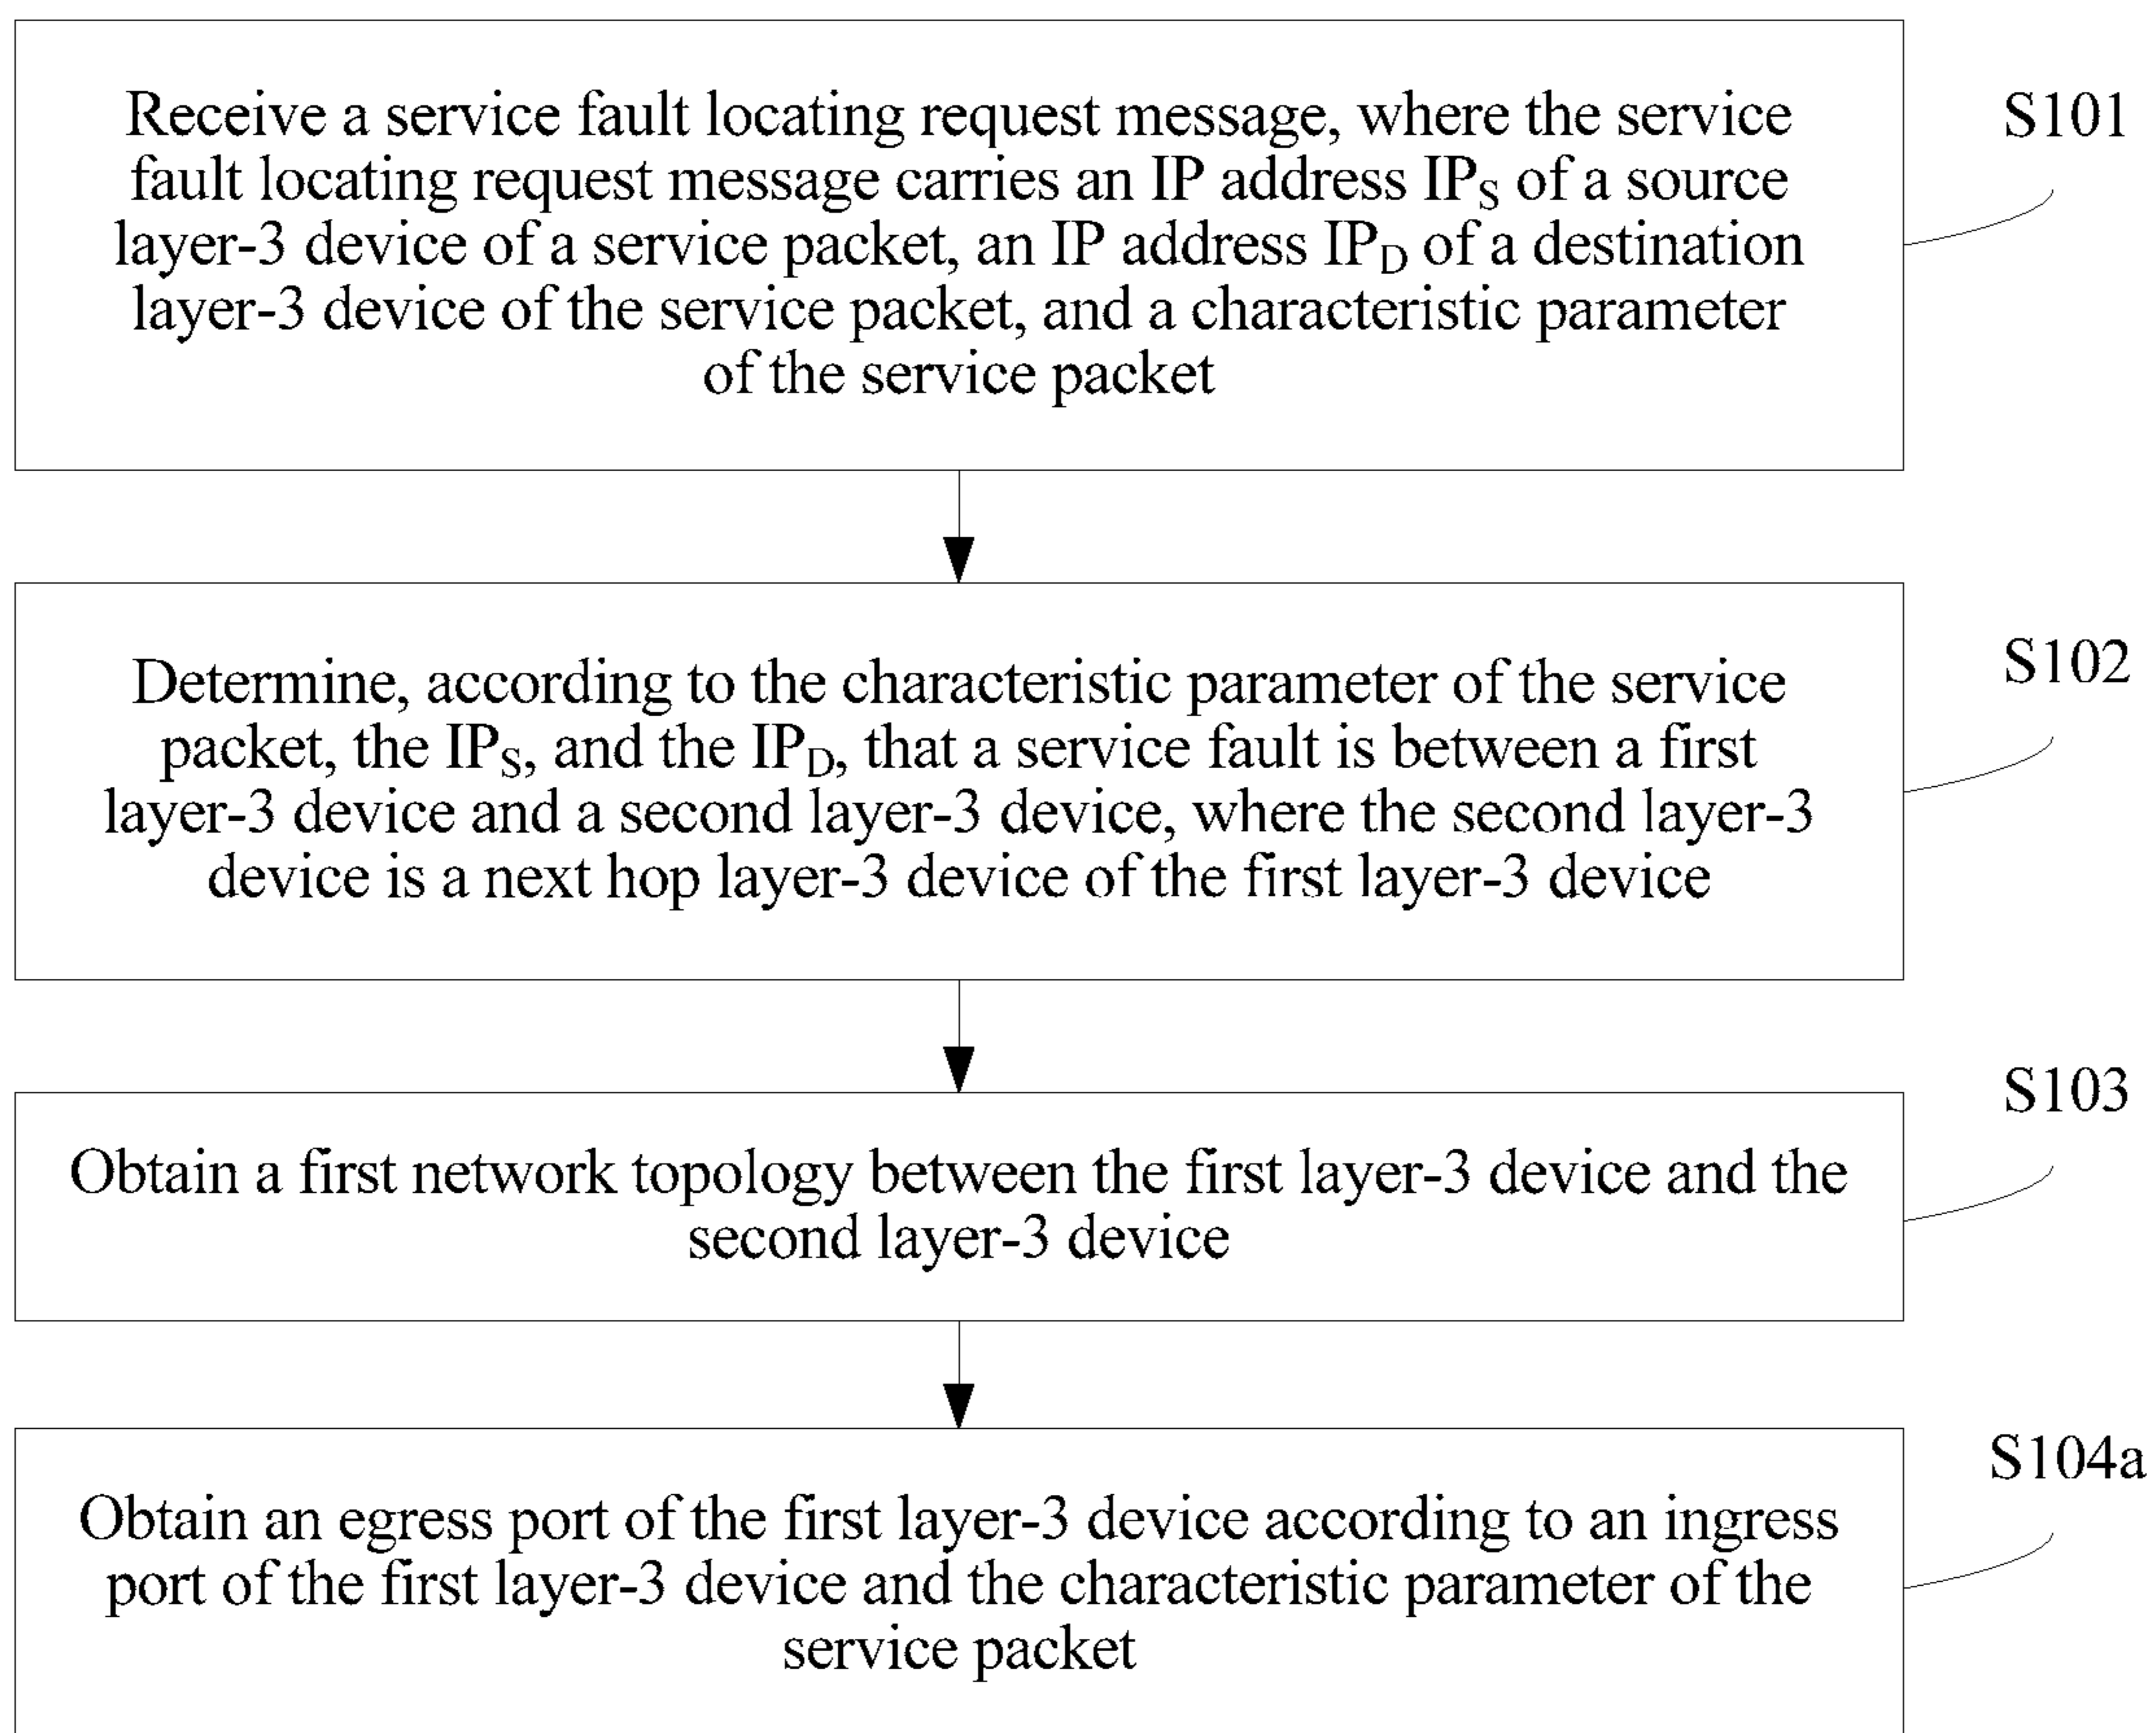 Receive a service fault locating request message, where the service
fault locating request message carries an IP address IPS of a source
layer-3 device of a service packet, an IP address IPD of a destination
layer-3 device of the service packet, and a characteristic parameter
of the service packet
S101
Determine, according to the characteristic parameter of the service
packet, the IPS, and the IPD, that a service fault is between a first
layer-3 device and a second layer-3 device, where the second layer-3
device is a next hop layer-3 device of the first layer-3 device
S102
Obtain a first network topology between the first layer-3 device and the
second layer-3 device
S103
Obtain an egress port of the first layer-3 device according to an ingress
port of the first layer-3 device and the characteristic parameter of the
service packet
S104a